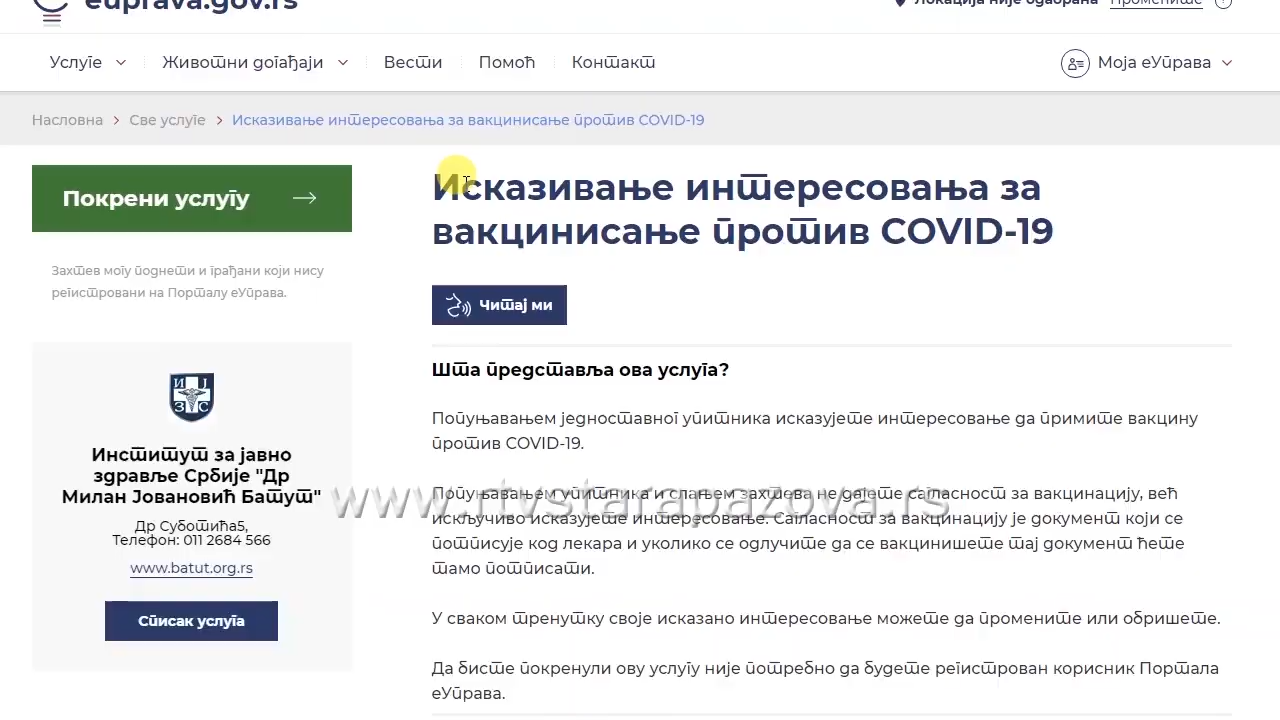 euprava.gov.rs
Локација није одабрана Промените ?
Услуге Животни догађаји Вести Помоћ Контакт Моја еУправа
Насловна > Све услуге > Исказивање интересовања за вакцинисање против COVID-19
Покрени услугу →
Захтев могу поднети и грађани који нису
регистровани на Порталу еУправа.
И Ј
З С
Институт за јавно
здравље Србије "Др
Милан Јовановић Батут"
Др Суботића5,
Телефон: 011 2684 566
www.batut.org.rs
Списак услуга
Исказивање интересовања за
вакцинисање против COVID-19
Читај ми
Шта представља ова услуга?
Попуњавањем једноставног упитника исказујете интересовање да примите вакцину
против COVID-19.
Попуњавањем упитника и слањем захтева не дајете сагласност за вакцинацију, већ
www.rtvstarapazova.rs
искључиво исказујете интересовање. Сагласност за вакцинацију је документ који се
потписује код лекара и уколико се одлучите да се вакцинишете тај документ ћете
тамо потписати.
У сваком тренутку своје исказано интересовање можете да промените или обришете.
Да бисте покренули ову услугу није потребно да будете регистрован корисник Портала
еУправа.